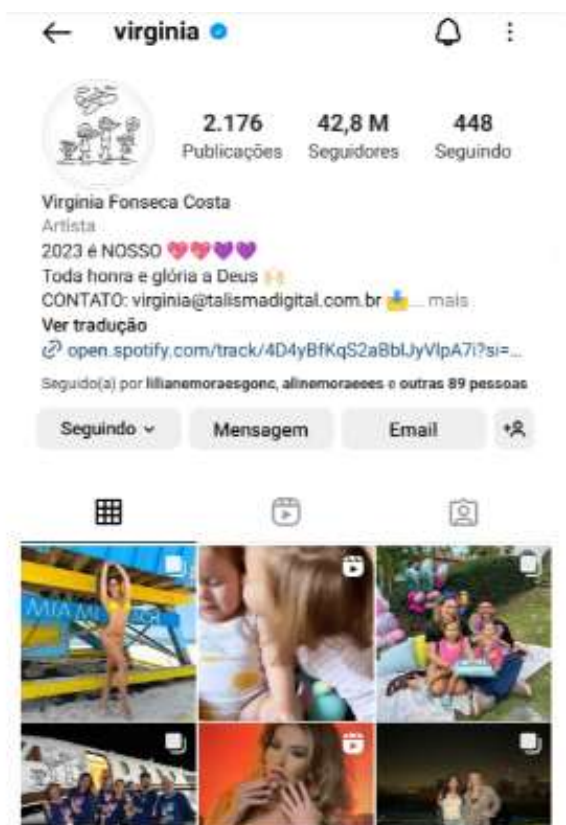 virginia
2.176 42,8 M 448
Publicações Seguidores Seguindo
Virginia Fonseca Costa
Artista
2023 é NOSSO 💖💖💜💜
Toda honra e glória a Deus 🙌🏻
CONTATO: virginia@talismadigital.com.br 📩... mais
Ver tradução
open.spotify.com/track/4D4yBfKqS2aBblJyVlpA7i?si=...
Seguido(a) por lilianemoraesgonc, alinemoraees e outras 89 pessoas
Seguindo Mensagem Email
MIAMI